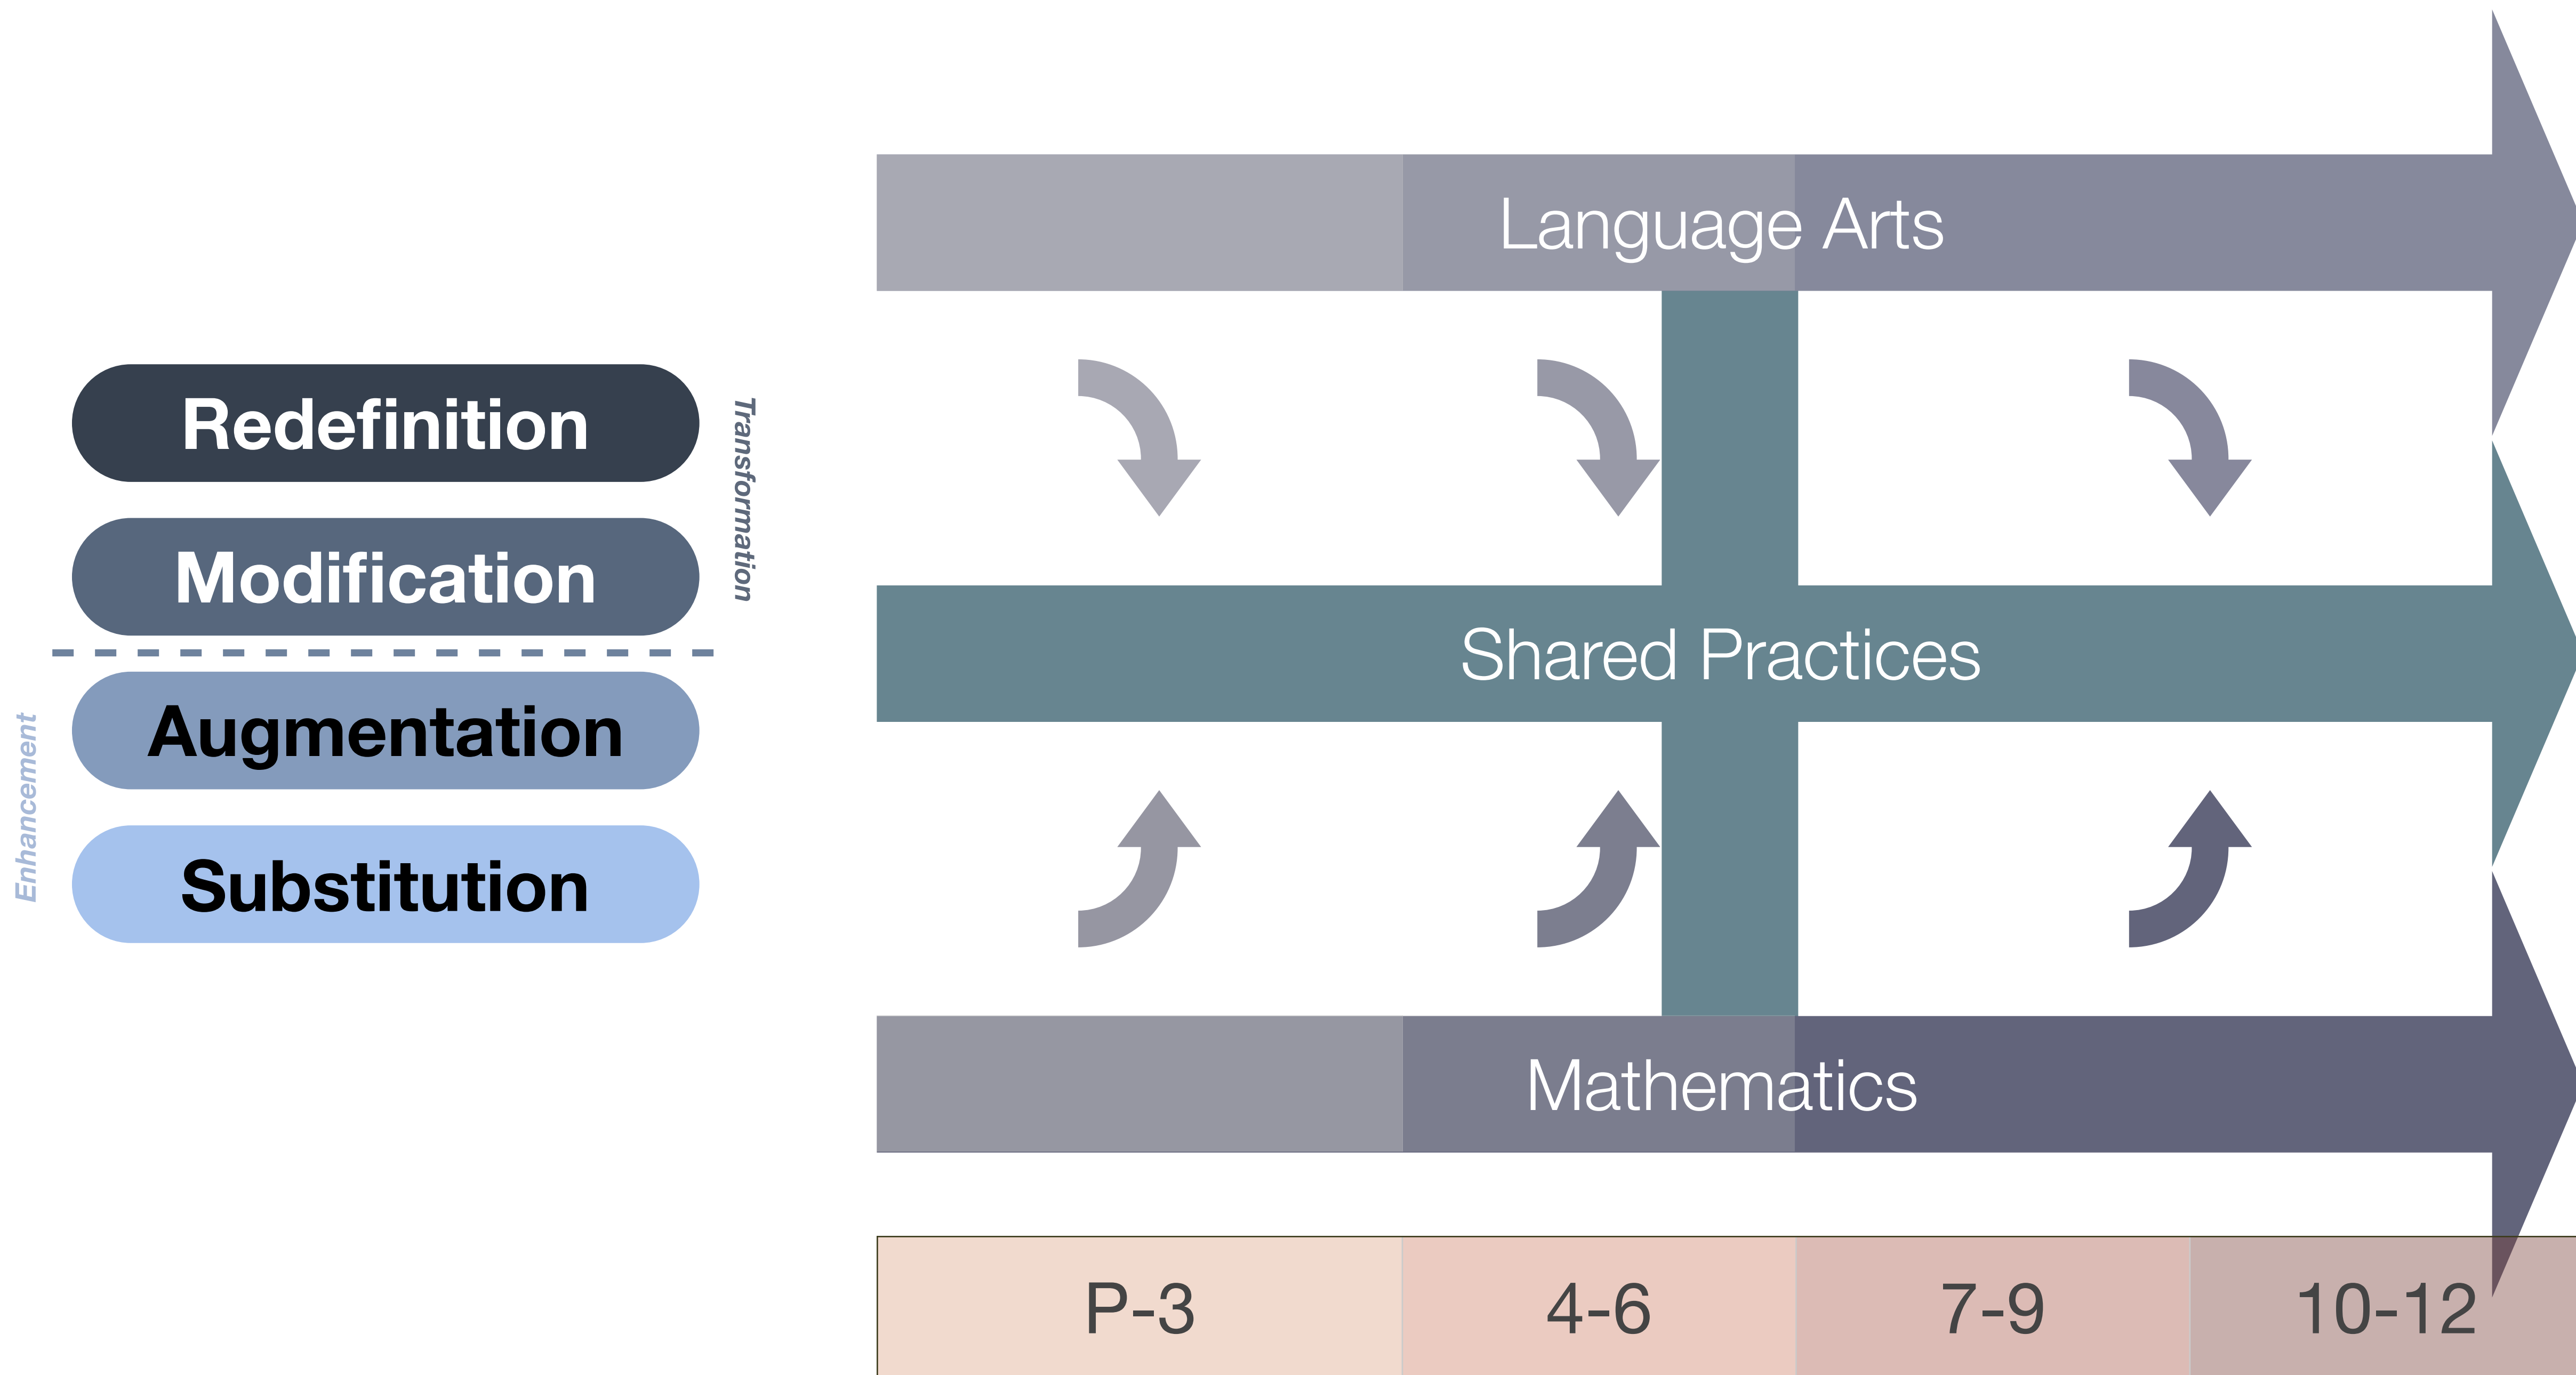 Redefinition
Modification
Transformation
Augmentation
Substitution
Enhancement
Language Arts
Shared Practices
Mathematics
P-3
4-6
7-9
10-12